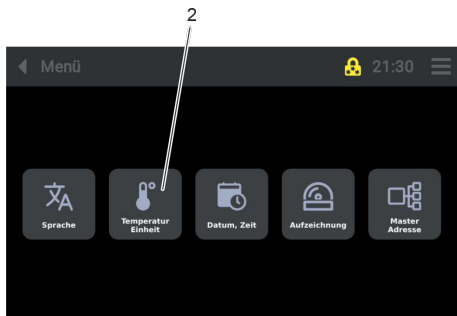 2
Menü
21:30
Sprache
Temperatur
Einheit
Datum, Zeit
Aufzeichnung
Master
Adresse